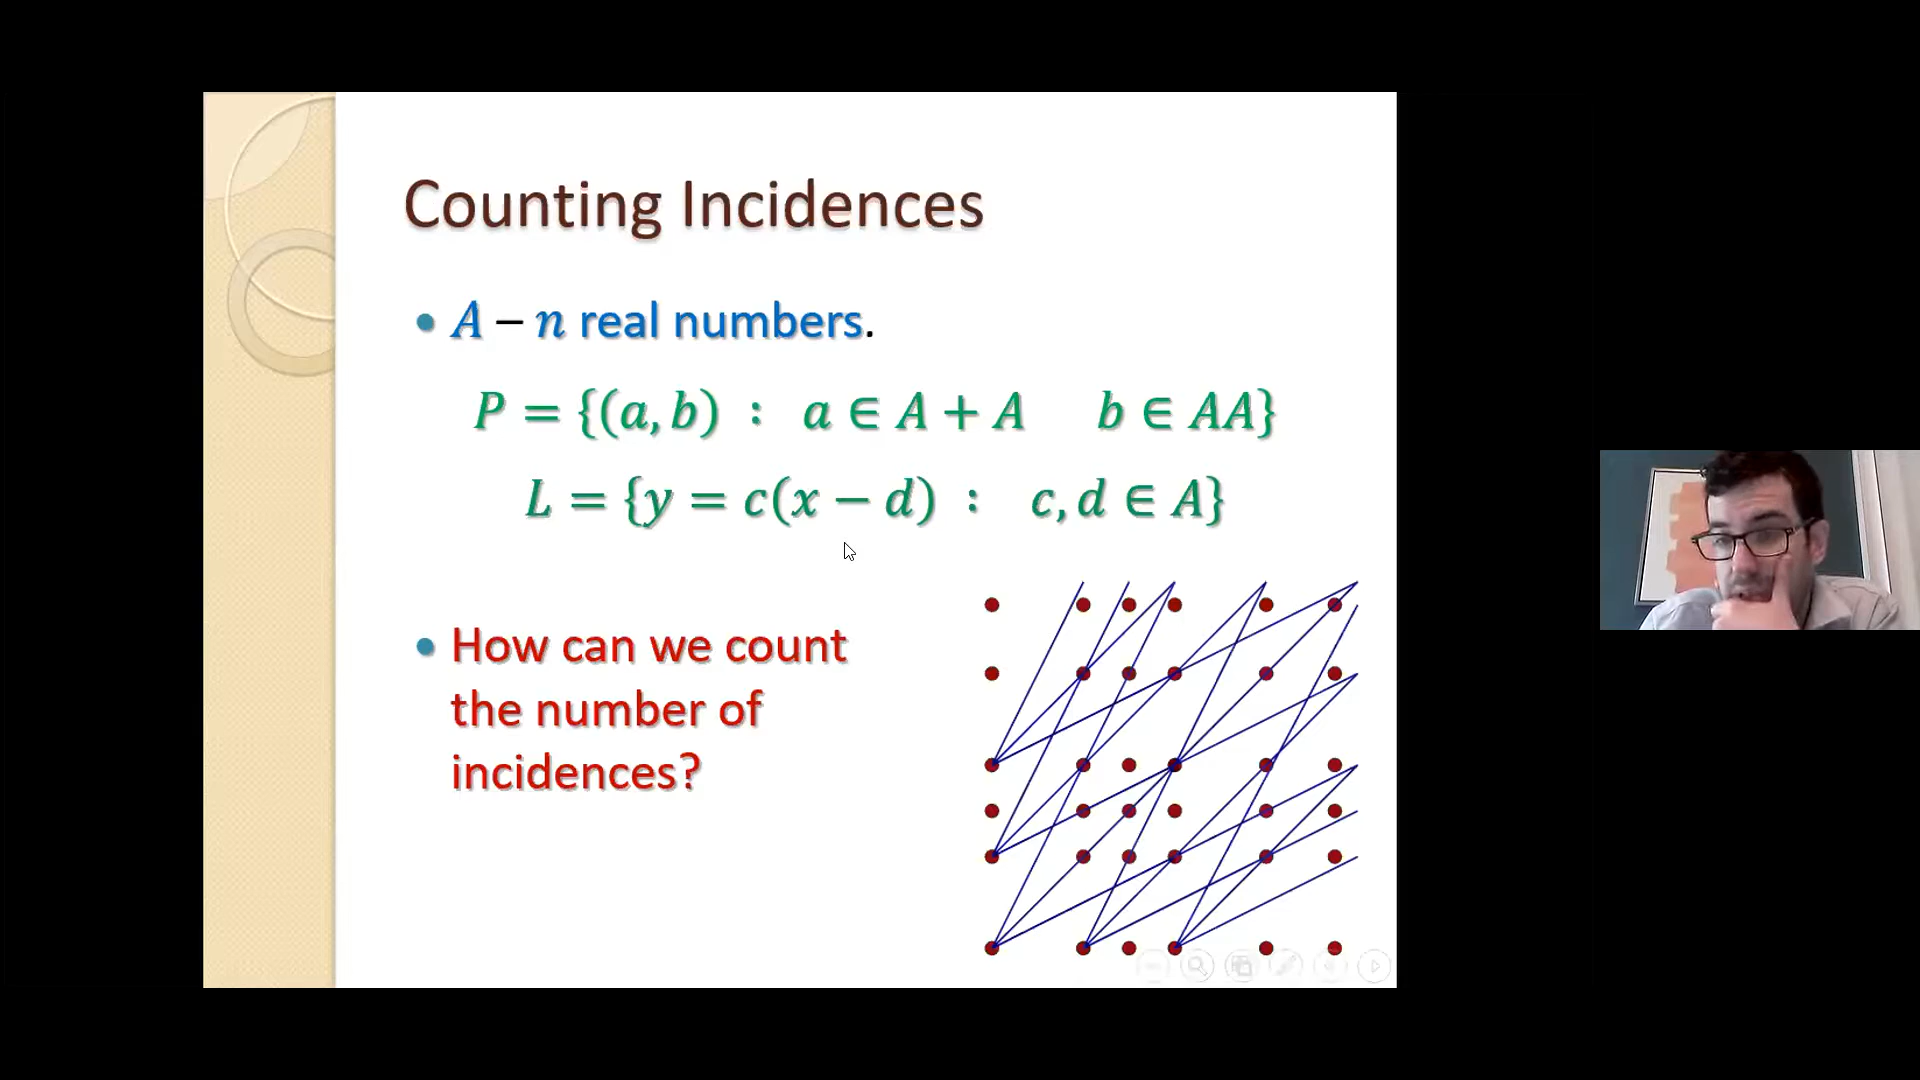 Counting Incidences
• A – n real numbers.
P = {(a, b) : a ∈ A + A b ∈ AA}
L = {y = c(x − d) : c, d ∈ A}
• How can we count
the number of
incidences?